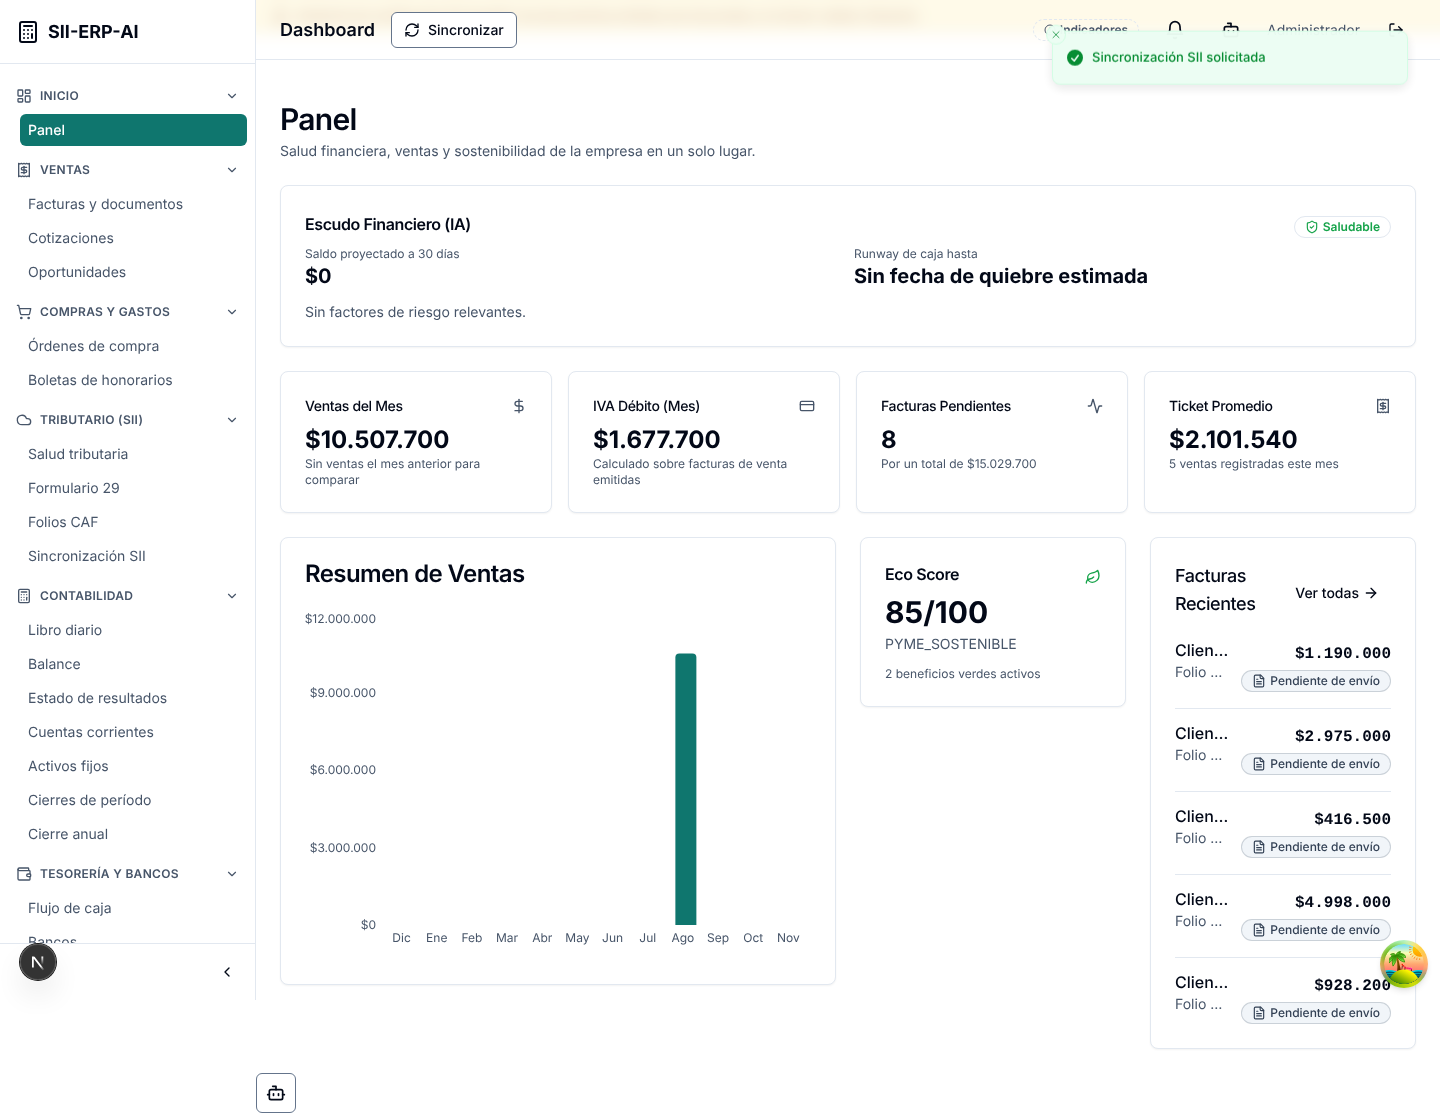 SII-ERP-AI
Dashboard
Sincronizar
Indicadores
Administrador
Sincronización SII solicitada
INICIO
Panel
VENTAS
Facturas y documentos
Cotizaciones
Oportunidades
COMPRAS Y GASTOS
Órdenes de compra
Boletas de honorarios
TRIBUTARIO (SII)
Salud tributaria
Formulario 29
Folios CAF
Sincronización SII
CONTABILIDAD
Libro diario
Balance
Estado de resultados
Cuentas corrientes
Activos fijos
Cierres de período
Cierre anual
TESORERÍA Y BANCOS
Flujo de caja
Bancos
N
Panel
Salud financiera, ventas y sostenibilidad de la empresa en un solo lugar.
Escudo Financiero (IA)
Saludable
Saldo proyectado a 30 días
$0
Runway de caja hasta
Sin fecha de quiebre estimada
Sin factores de riesgo relevantes.
Ventas del Mes
$10.507.700
Sin ventas el mes anterior para
comparar
IVA Débito (Mes)
$1.677.700
Calculado sobre facturas de venta
emitidas
Facturas Pendientes
8
Por un total de $15.029.700
Ticket Promedio
$2.101.540
5 ventas registradas este mes
Resumen de Ventas
$12.000.000
$9.000.000
$6.000.000
$3.000.000
$0
Dic Ene Feb Mar Abr May Jun Jul Ago Sep Oct Nov
Eco Score
85/100
PYME_SOSTENIBLE
2 beneficios verdes activos
Facturas
Recientes
Ver todas
Clien... $1.190.000
Folio ... Pendiente de envío
Clien... $2.975.000
Folio ... Pendiente de envío
Clien... $416.500
Folio ... Pendiente de envío
Clien... $4.998.000
Folio ... Pendiente de envío
Clien... $928.200
Folio ... Pendiente de envío